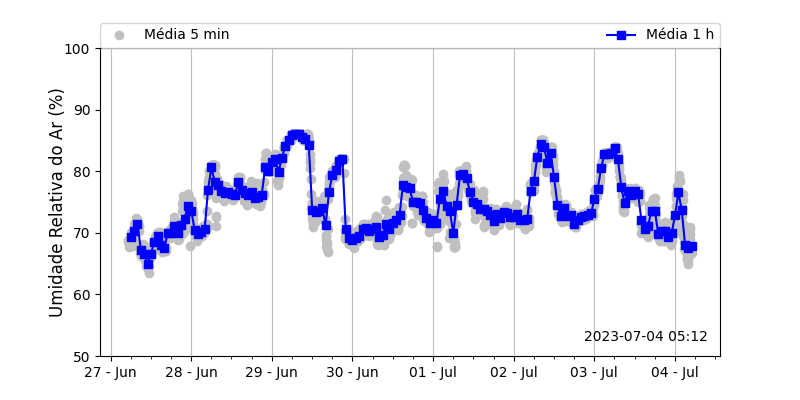 Média 5 min
Média 1 h
Umidade Relativa do Ar (%)
100
90
80
70
60
50
2023-07-04 05:12
27 - Jun
28 - Jun
29 - Jun
30 - Jun
01 - Jul
02 - Jul
03 - Jul
04 - Jul